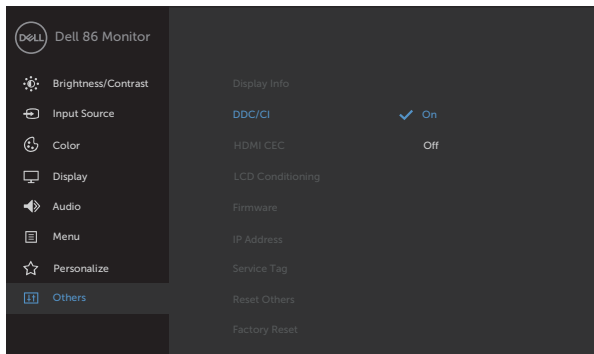 DELL Dell 86 Monitor
Brightness/Contrast Display Info
Input Source DDC/CI On
Color HDMI CEC Off
Display LCD Conditioning
Audio Firmware
Menu IP Address
Personalize Service Tag
Others Reset Others
Factory Reset